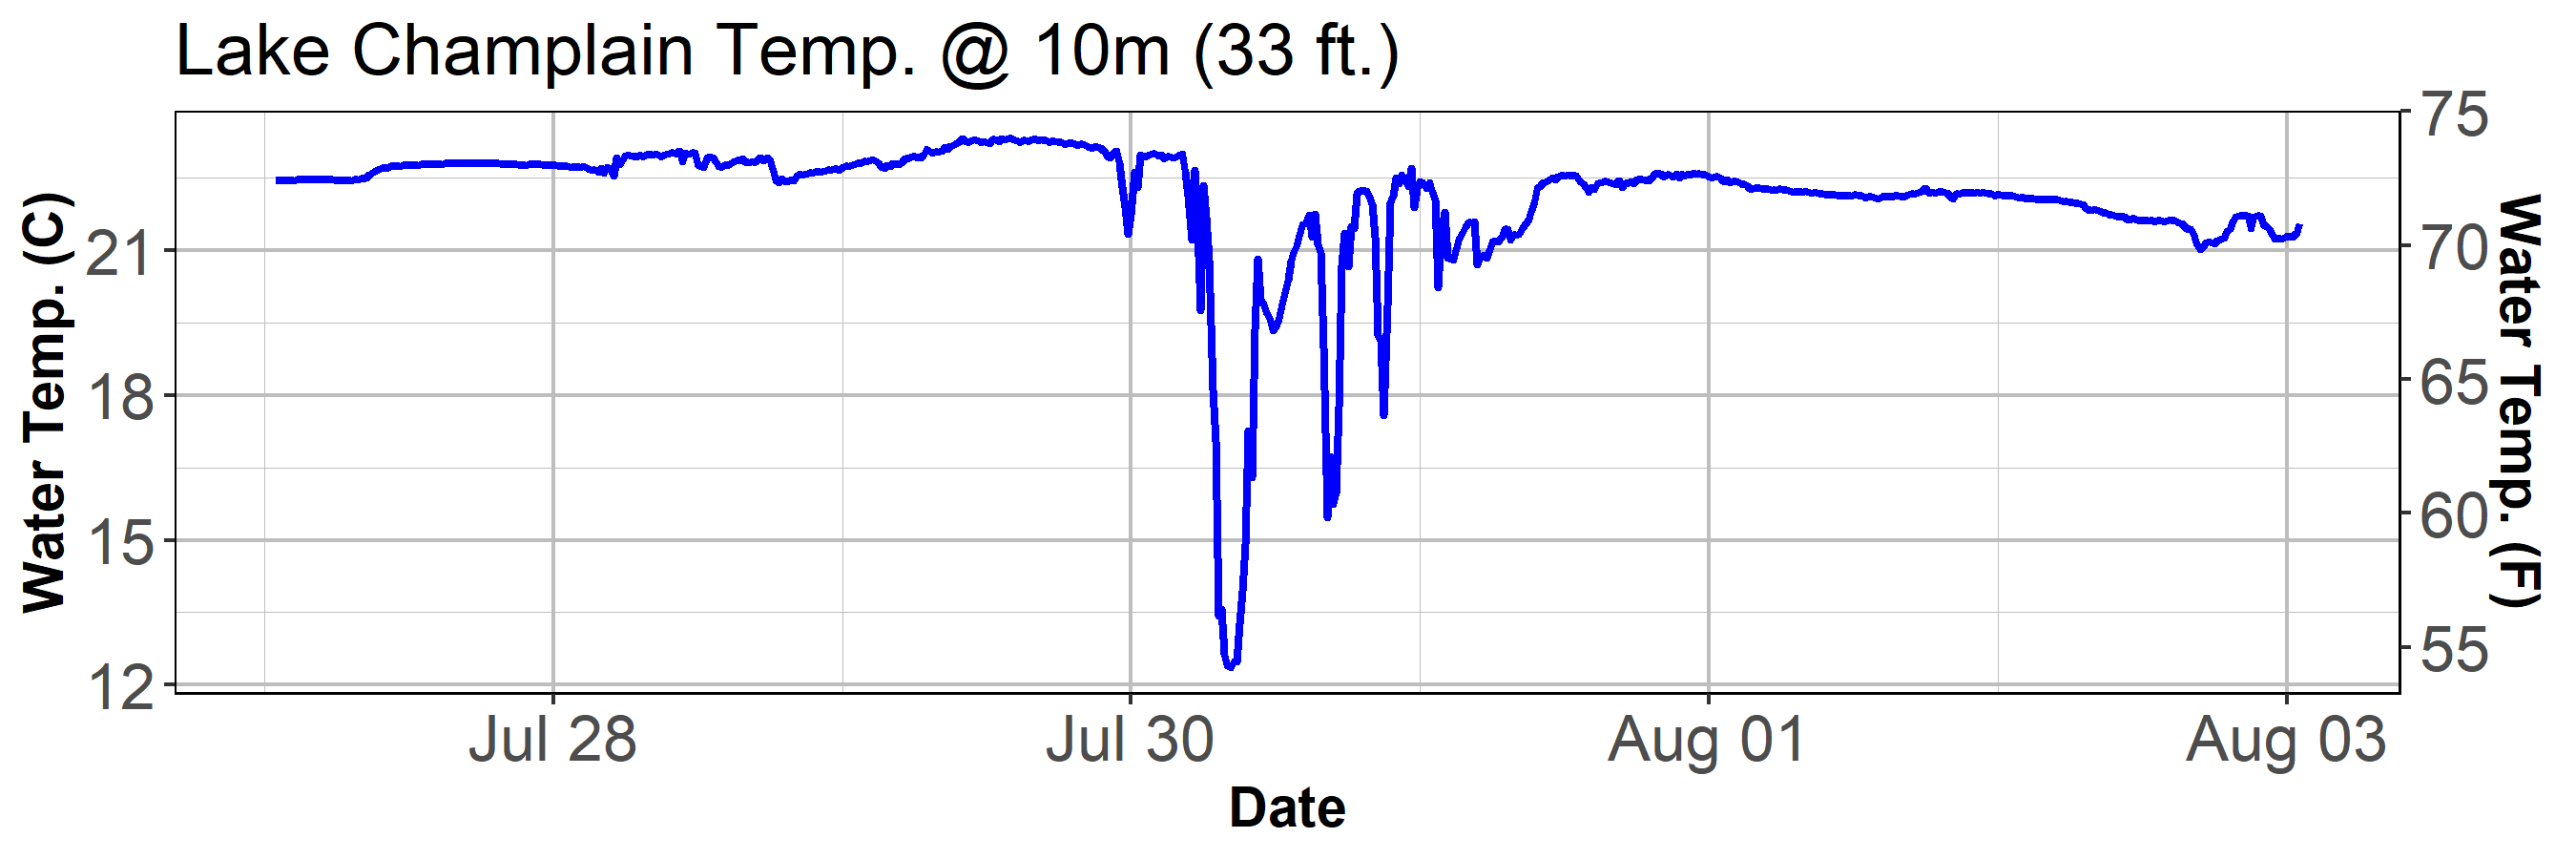 Lake Champlain Temp. @ 10m (33 ft.)
Water Temp. (C)
21
18
15
12
75
70
65
60
55
Water Temp. (F)
Jul 28
Jul 30
Aug 01
Aug 03
Date